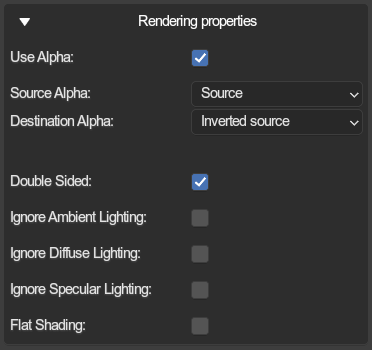 Rendering properties
Use Alpha:
Source Alpha: Source
Destination Alpha: Inverted source
Double Sided:
Ignore Ambient Lighting:
Ignore Diffuse Lighting:
Ignore Specular Lighting:
Flat Shading: